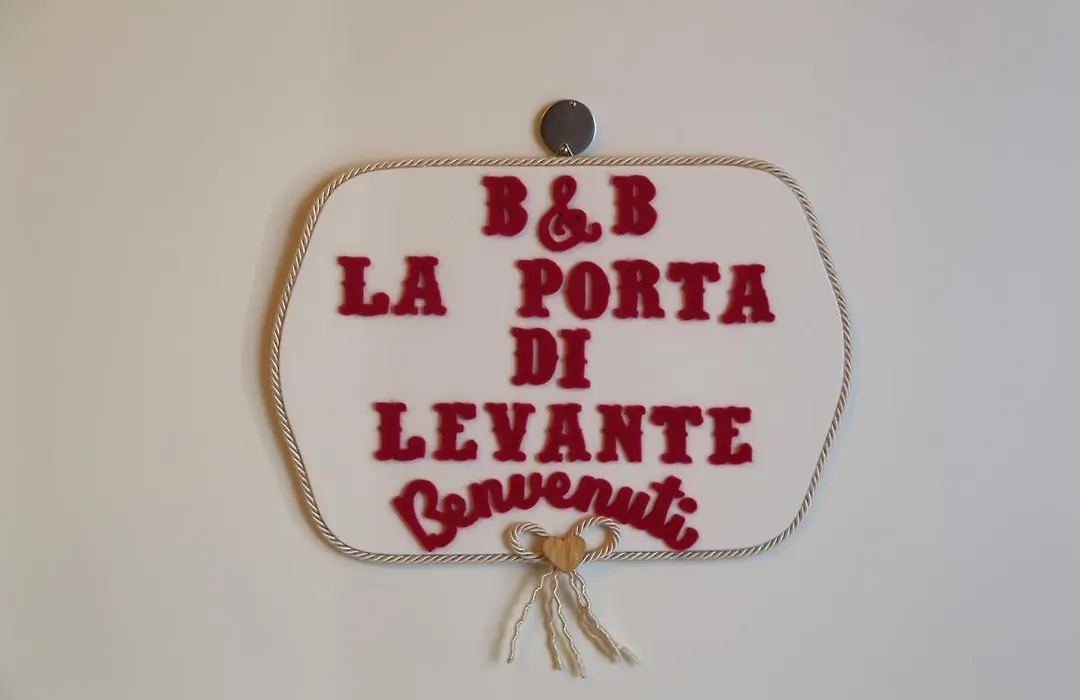 B&B
LA PORTA
DI
LEVANTE
Benvenuti